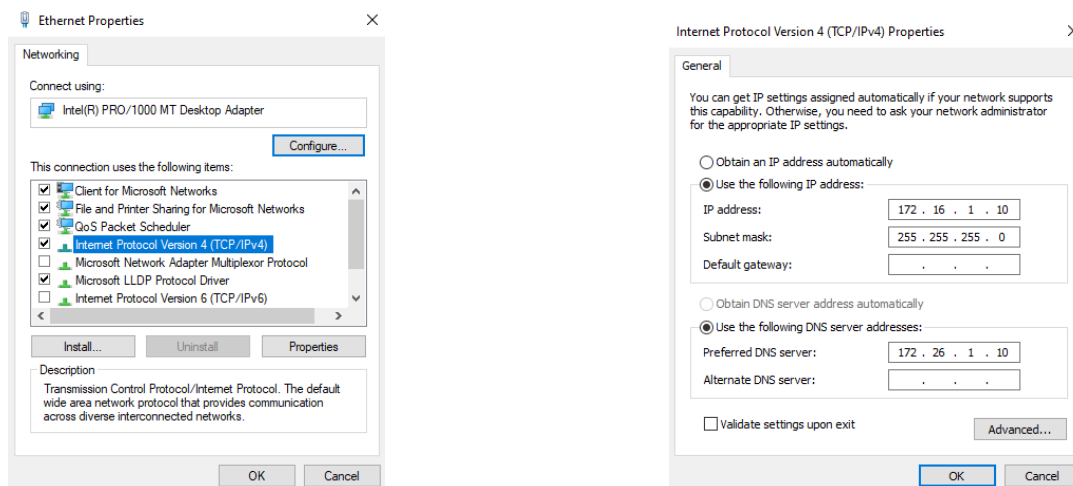 Ethernet Properties
Networking
Connect using:
Intel(R) PRO/1000 MT Desktop Adapter
Configure...
This connection uses the following items:
Client for Microsoft Networks
File and Printer Sharing for Microsoft Networks
QoS Packet Scheduler
Internet Protocol Version 4 (TCP/IPv4)
Microsoft Network Adapter Multiplexor Protocol
Microsoft LLDP Protocol Driver
Internet Protocol Version 6 (TCP/IPv6)
Install...
Uninstall
Properties
Description
Transmission Control Protocol/Internet Protocol. The default
wide area network protocol that provides communication
across diverse interconnected networks.
OK
Cancel
Internet Protocol Version 4 (TCP/IPv4) Properties
General
You can get IP settings assigned automatically if your network supports
this capability. Otherwise, you need to ask your network administrator
for the appropriate IP settings.
Obtain an IP address automatically
Use the following IP address:
IP address: 172 . 16 . 1 . 10
Subnet mask: 255 . 255 . 255 . 0
Default gateway: . . .
Obtain DNS server address automatically
Use the following DNS server addresses:
Preferred DNS server: 172 . 26 . 1 . 10
Alternate DNS server: . . .
Validate settings upon exit
Advanced...
OK
Cancel